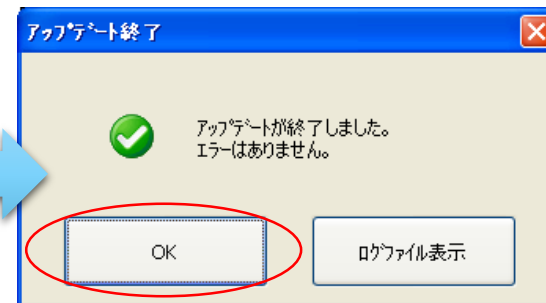 ｱｯﾌﾟﾃﾞｰﾄ終了
ｱｯﾌﾟﾃﾞｰﾄが終了しました。
ｴﾗｰはありません。
OK
ﾛｸﾞﾌｧｲﾙ表示